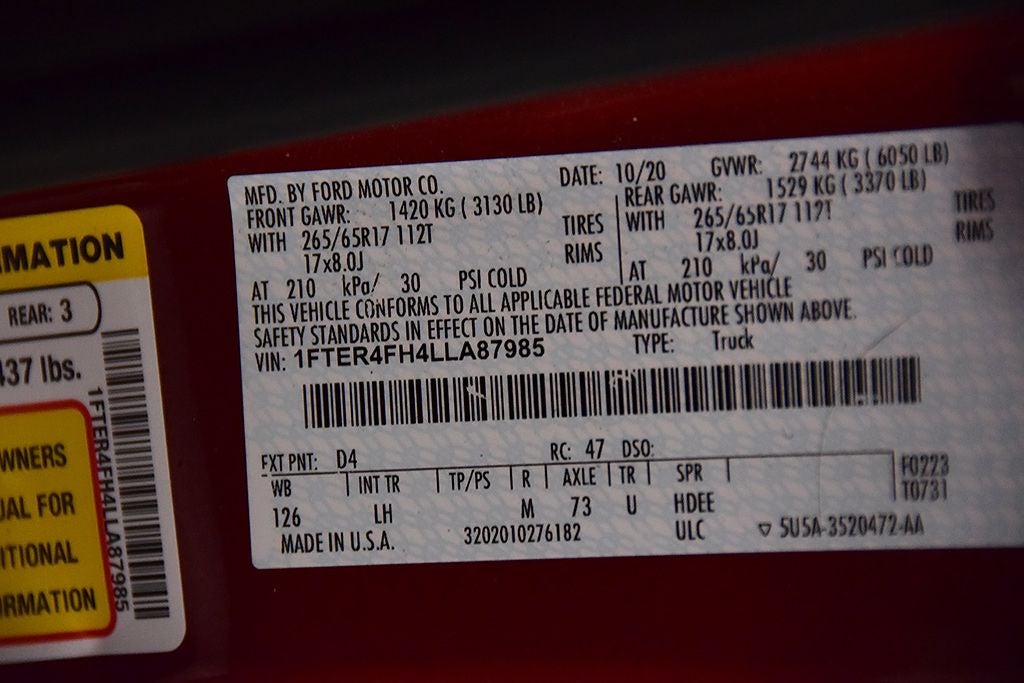 MATION
REAR: 3
437 lbs.
WNERS
UAL FOR
ITIONAL
RMATION
1FTER4FH4LLA87985
MFD. BY FORD MOTOR CO. DATE: 10/20 GVWR: 2744 KG ( 6050 LB)
FRONT GAWR: 1420 KG ( 3130 LB) REAR GAWR: 1529 KG ( 3370 LB)
WITH 265/65R17 112T TIRES WITH 265/65R17 112T TIRES
17x8.0J RIMS 17x8.0J RIMS
AT 210 kPa/ 30 PSI COLD AT 210 kPa/ 30 PSI COLD
THIS VEHICLE CONFORMS TO ALL APPLICABLE FEDERAL MOTOR VEHICLE
SAFETY STANDARDS IN EFFECT ON THE DATE OF MANUFACTURE SHOWN ABOVE.
VIN: 1FTER4FH4LLA87985 TYPE: Truck
EXT PNT: D4 RC: 47 DSO:
WB INT TR TP/PS R AXLE TR SPR F0223
126 LH M 73 U HDEE T0731
MADE IN U.S.A. 3202010276182 ULC ▽ 5U5A-3520472-AA